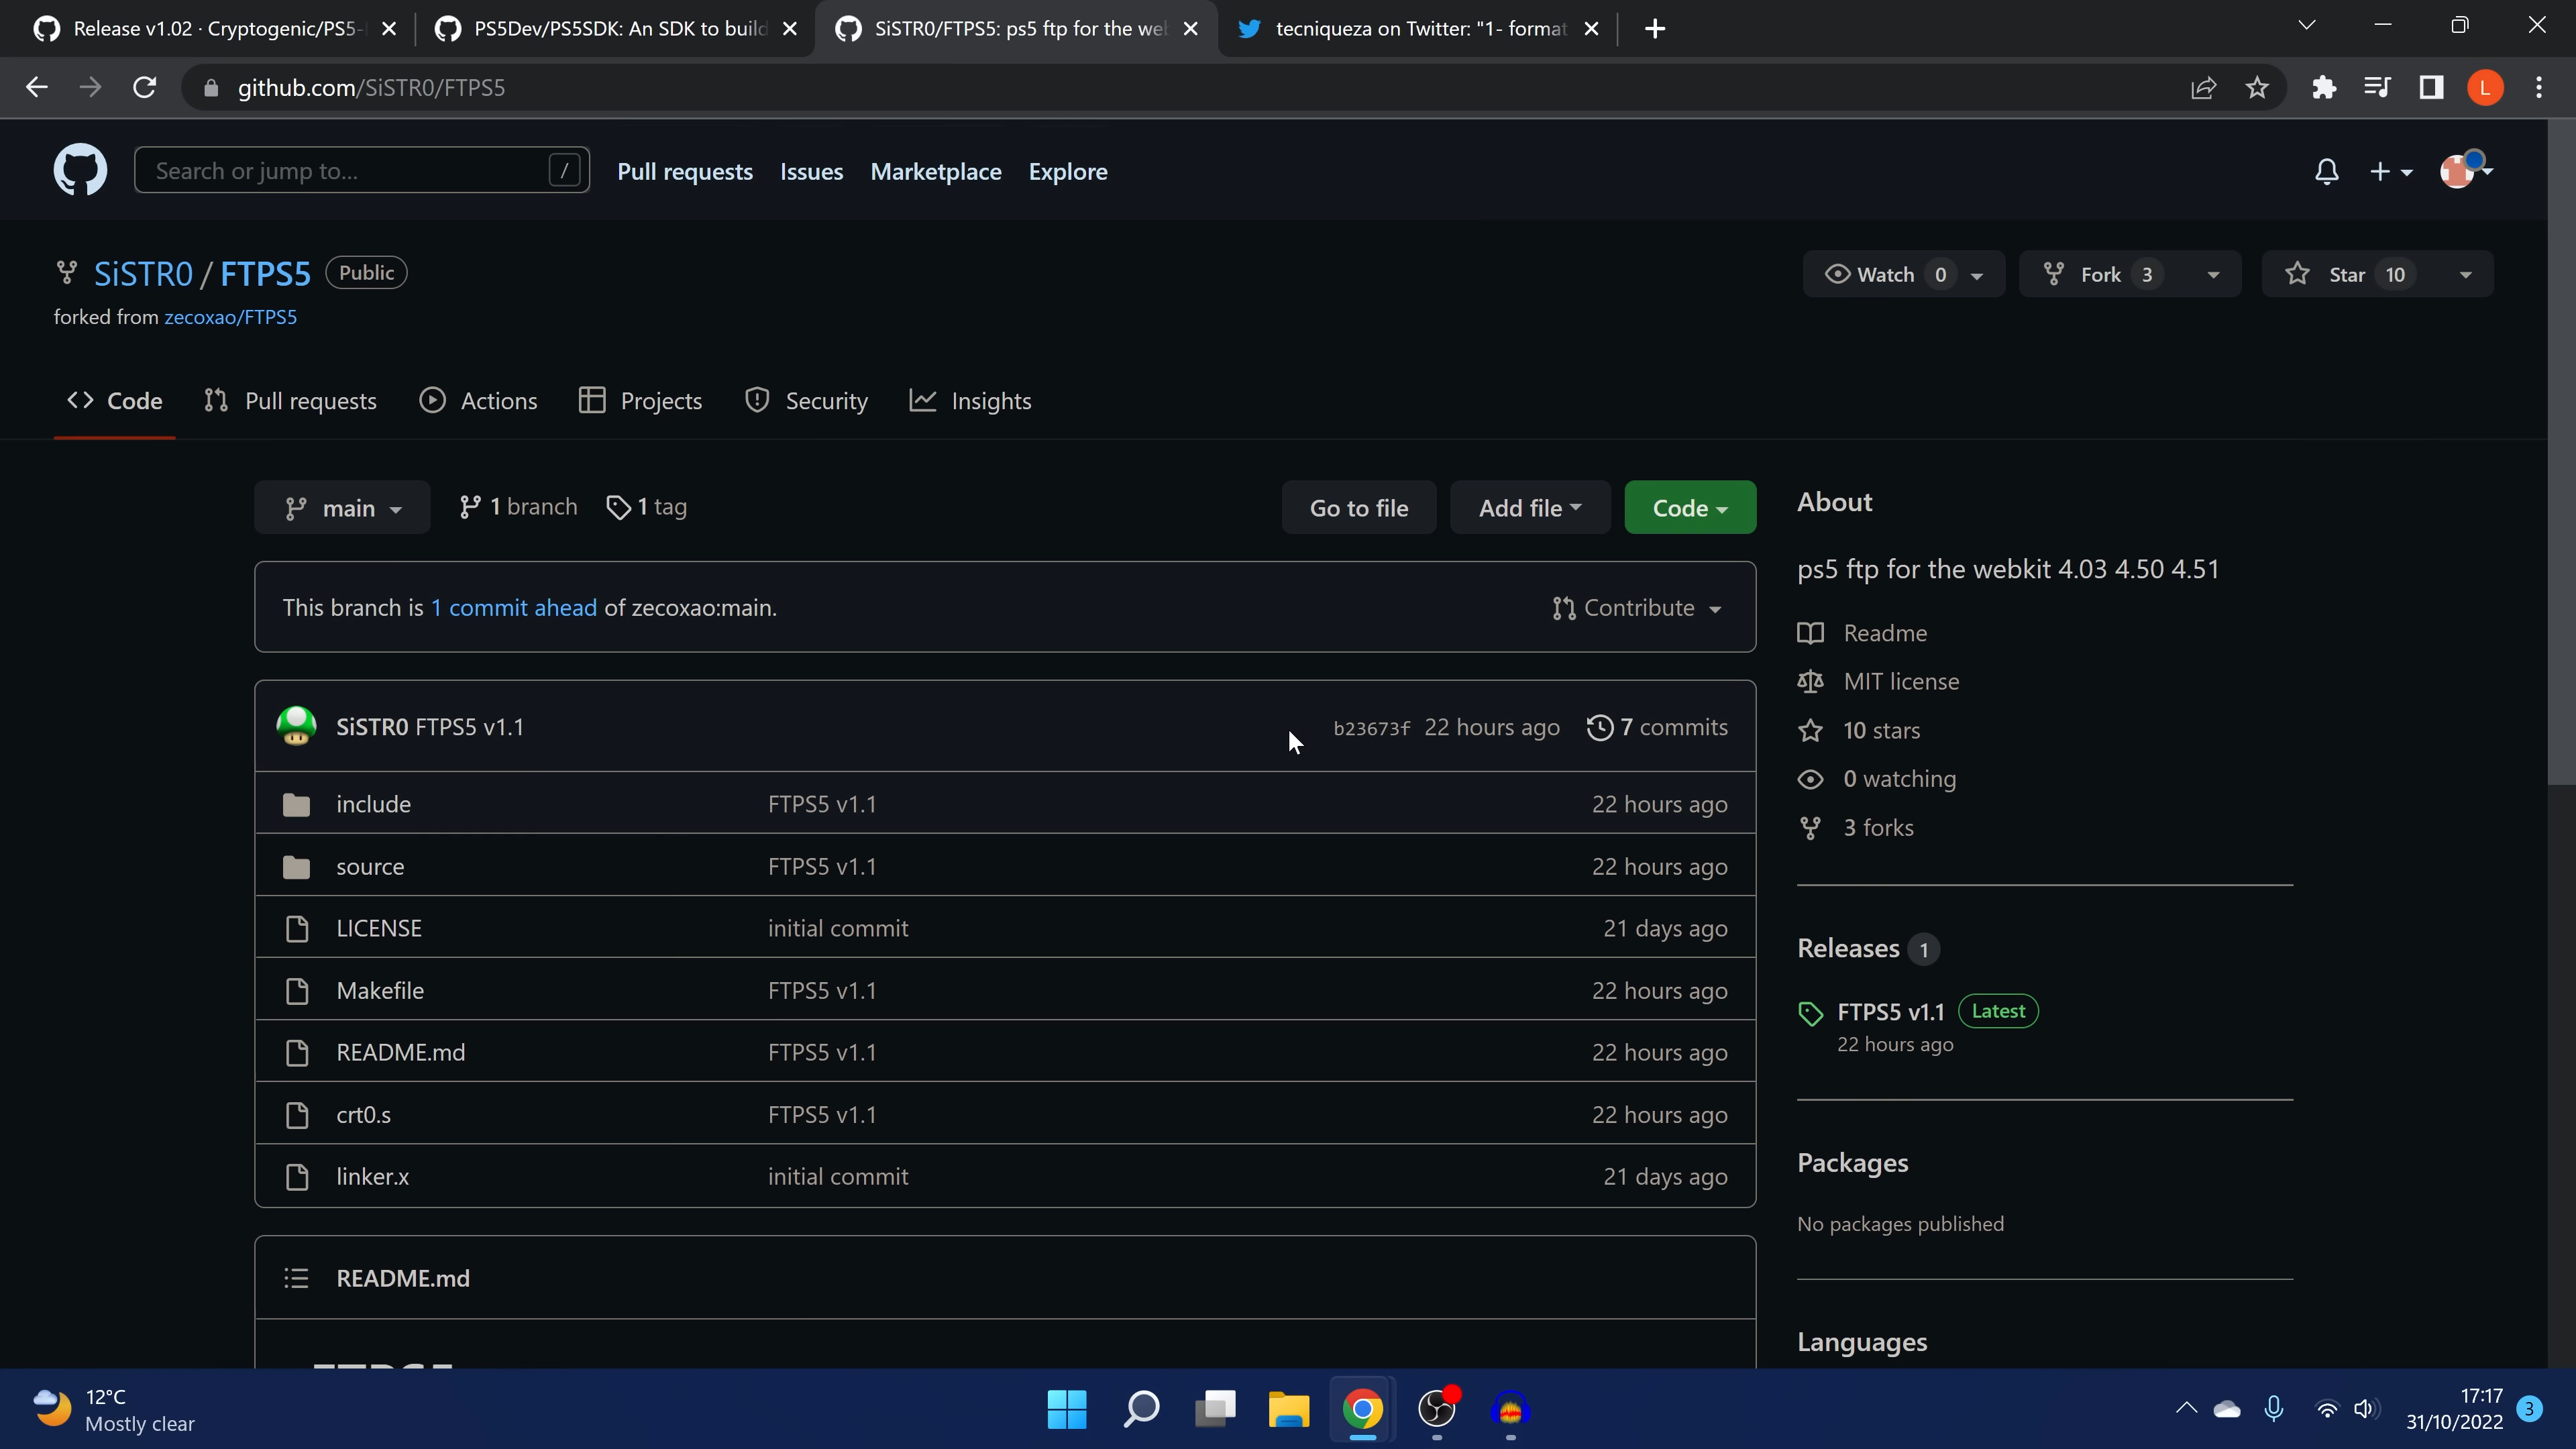 Release v1.02 · Cryptogenic/PS5-
PS5Dev/PS5SDK: An SDK to build
SiSTR0/FTPS5: ps5 ftp for the we
tecniqueza on Twitter: "1- format
github.com/SiSTR0/FTPS5
L
Search or jump to...
/
Pull requests
Issues
Marketplace
Explore
SiSTR0 / FTPS5 Public
Watch 0
Fork 3
Star 10
forked from zecoxao/FTPS5
Code
Pull requests
Actions
Projects
Security
Insights
main
1 branch
1 tag
Go to file
Add file
Code
This branch is 1 commit ahead of zecoxao:main.
Contribute
SiSTR0 FTPS5 v1.1
b23673f 22 hours ago
7 commits
include FTPS5 v1.1 22 hours ago
source FTPS5 v1.1 22 hours ago
LICENSE initial commit 21 days ago
Makefile FTPS5 v1.1 22 hours ago
README.md FTPS5 v1.1 22 hours ago
crt0.s FTPS5 v1.1 22 hours ago
linker.x initial commit 21 days ago
README.md
About
ps5 ftp for the webkit 4.03 4.50 4.51
Readme
MIT license
10 stars
0 watching
3 forks
Releases 1
FTPS5 v1.1 Latest
22 hours ago
Packages
No packages published
Languages
12°C
Mostly clear
17:17
31/10/2022
3